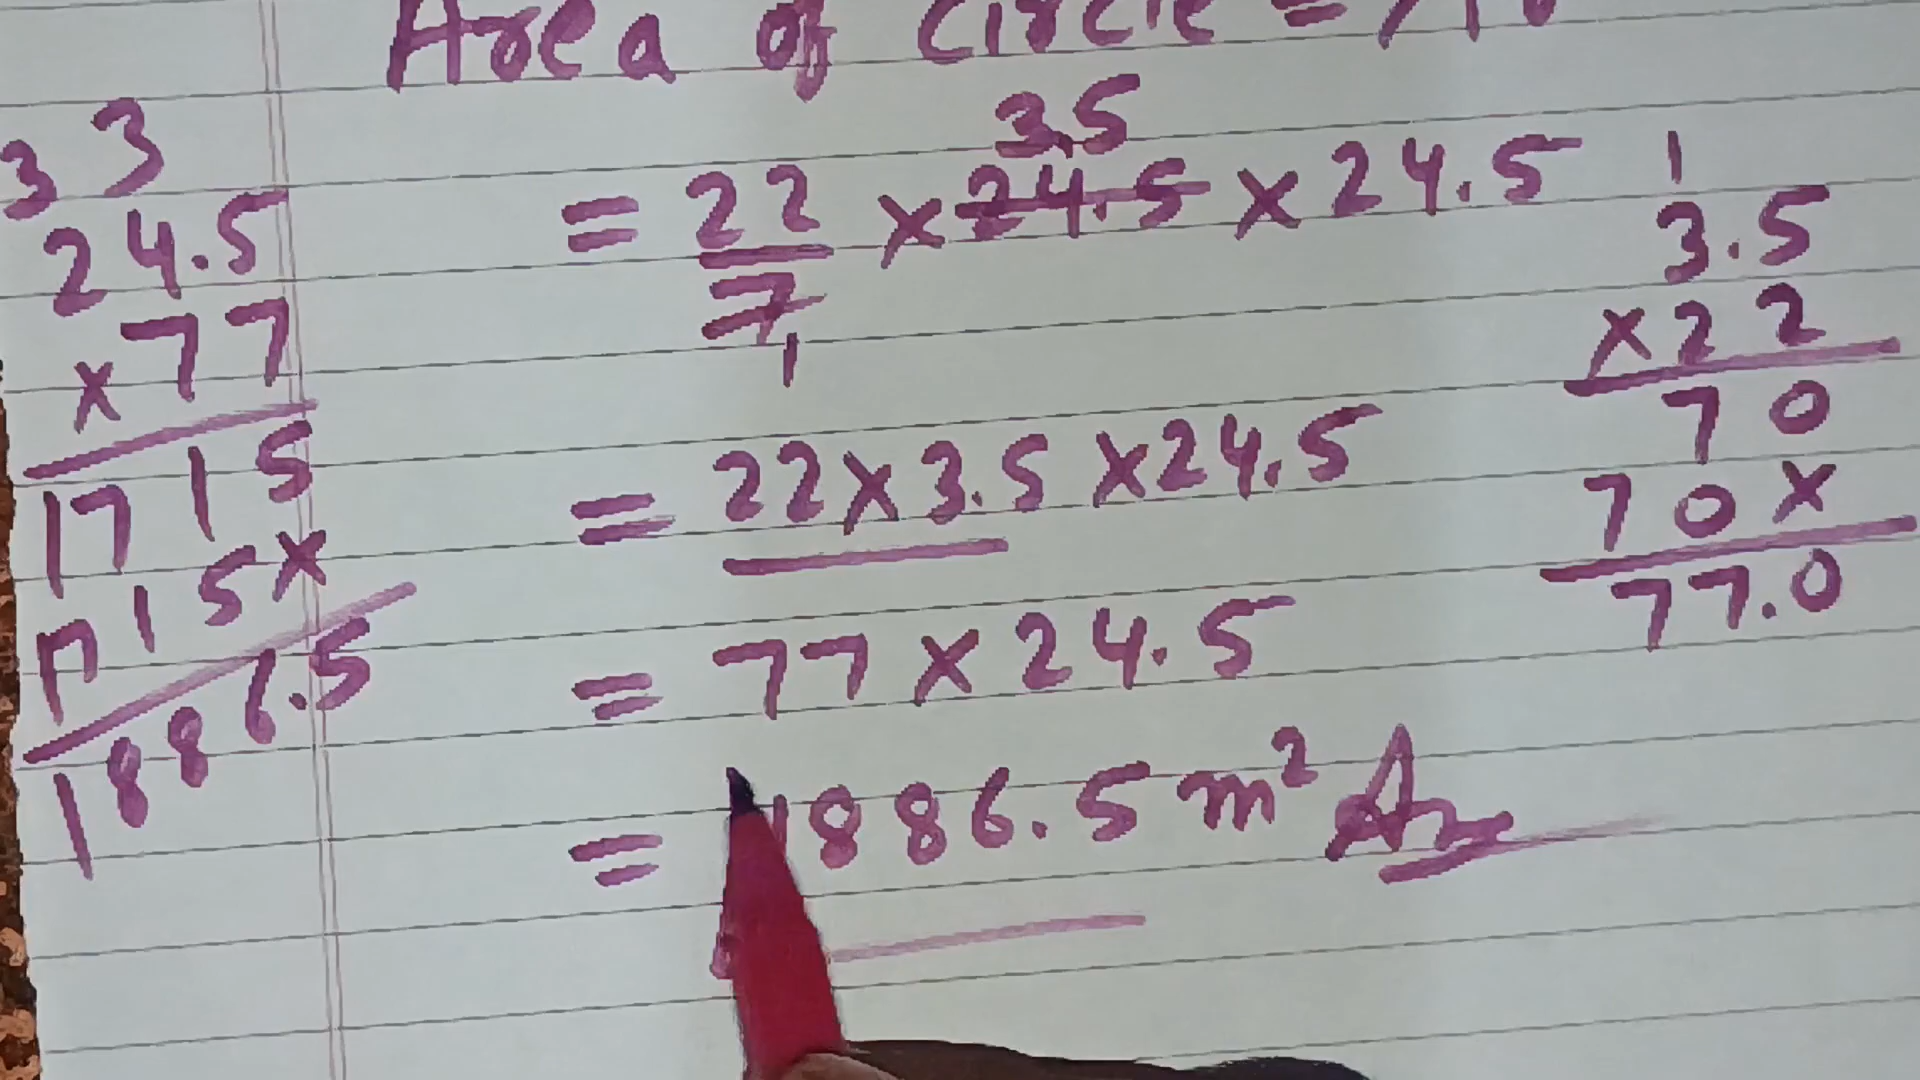 Area of Circle = π
3 3
24.5
× 77
1715
1715×
1886.5
3.5
= 22/7 × 24.5 × 24.5
1
= 22 × 3.5 × 24.5
= 77 × 24.5
= 1886.5 m² Ans
1
3.5
× 22
70
70×
77.0